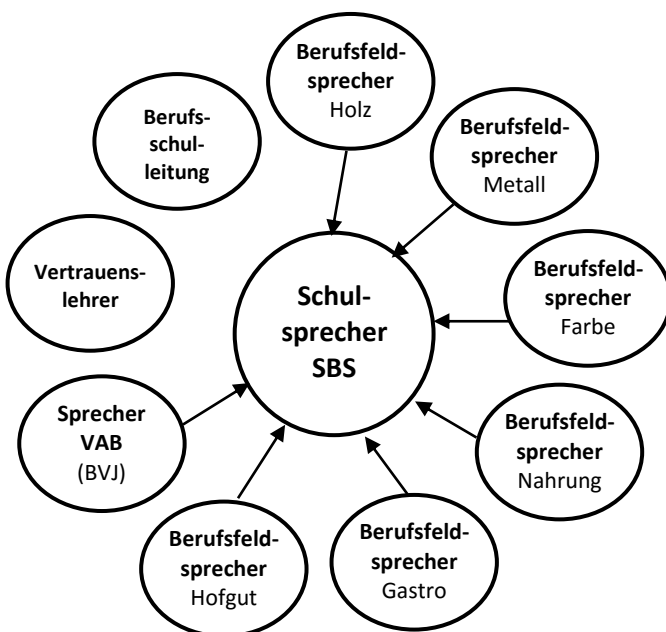 Berufsfeld-
sprecher
Holz
Berufsfeld-
sprecher
Metall
Berufsfeld-
sprecher
Farbe
Berufsfeld-
sprecher
Nahrung
Berufsfeld-
sprecher
Gastro
Berufsfeld-
sprecher
Hofgut
Sprecher
VAB
(BVJ)
Vertrauens-
lehrer
Berufs-
schul-
leitung
Schul-
sprecher
SBS